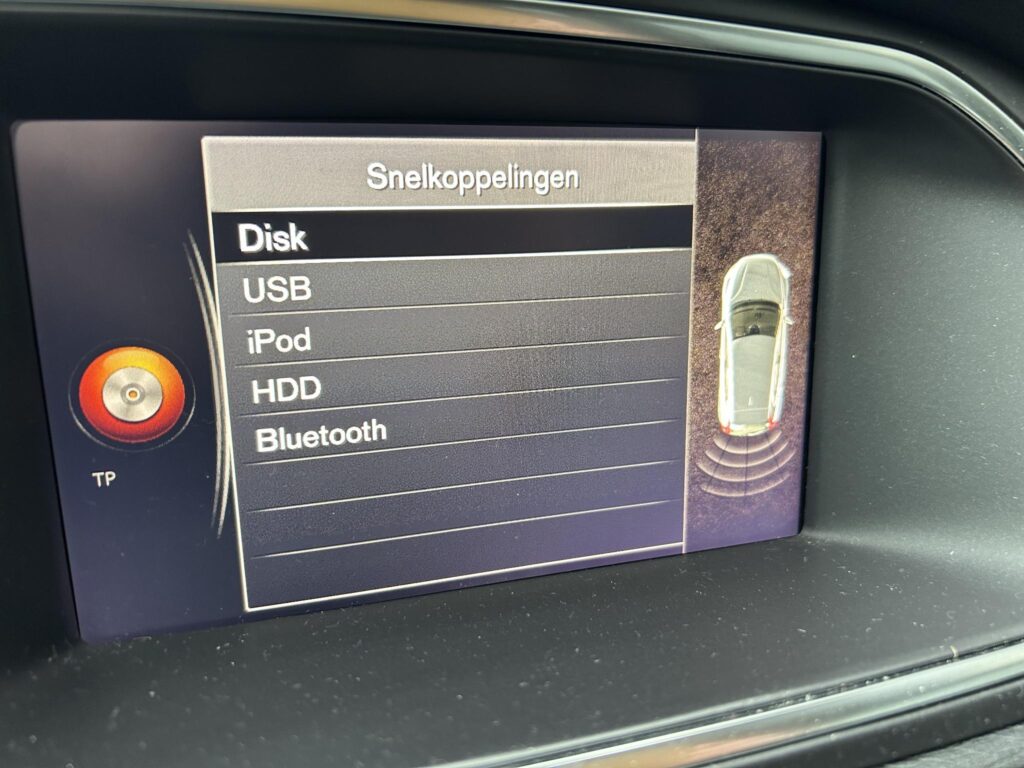 Snelkoppelingen
Disk
USB
iPod
HDD
Bluetooth
TP